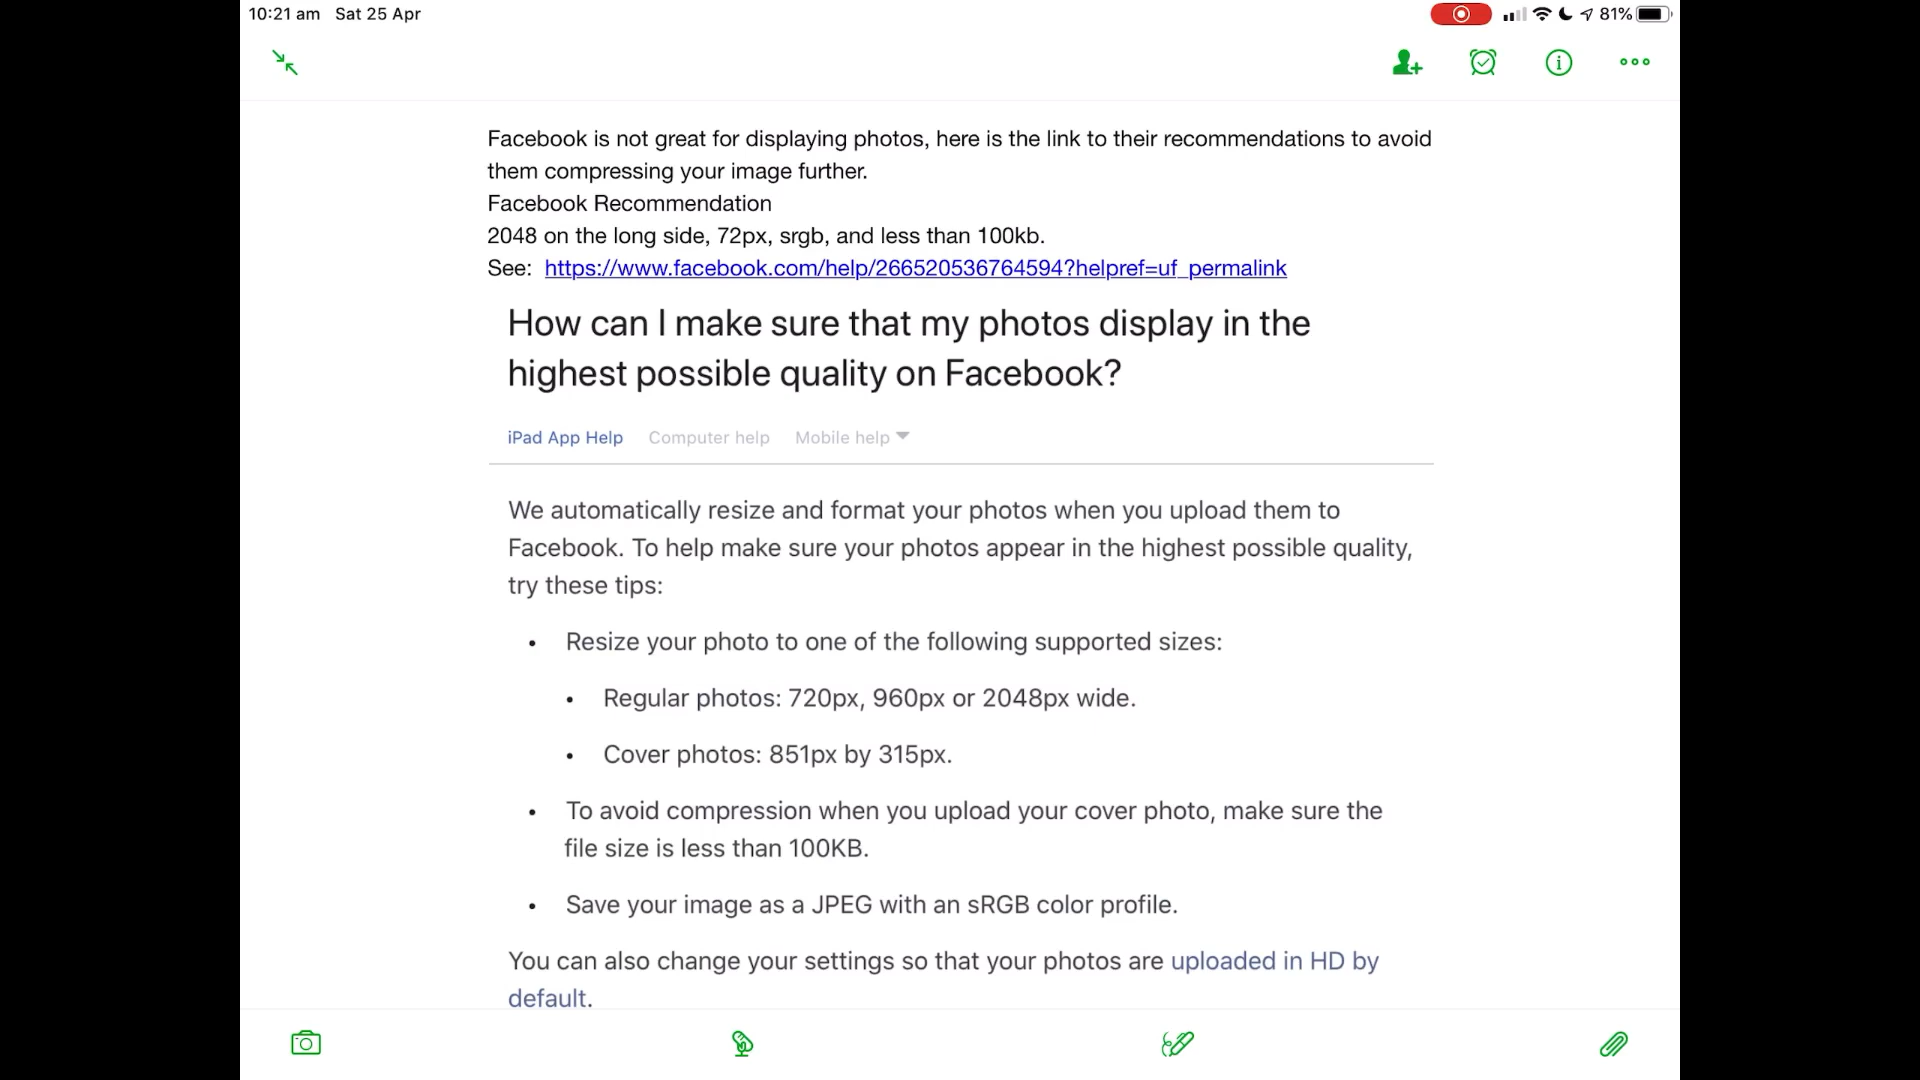 10:21 am Sat 25 Apr
81%
Facebook is not great for displaying photos, here is the link to their recommendations to avoid
them compressing your image further.
Facebook Recommendation
2048 on the long side, 72px, srgb, and less than 100kb.
See: https://www.facebook.com/help/266520536764594?helpref=uf_permalink
How can I make sure that my photos display in the
highest possible quality on Facebook?
iPad App Help Computer help Mobile help
We automatically resize and format your photos when you upload them to
Facebook. To help make sure your photos appear in the highest possible quality,
try these tips:
• Resize your photo to one of the following supported sizes:
• Regular photos: 720px, 960px or 2048px wide.
• Cover photos: 851px by 315px.
• To avoid compression when you upload your cover photo, make sure the
file size is less than 100KB.
• Save your image as a JPEG with an sRGB color profile.
You can also change your settings so that your photos are uploaded in HD by
default.